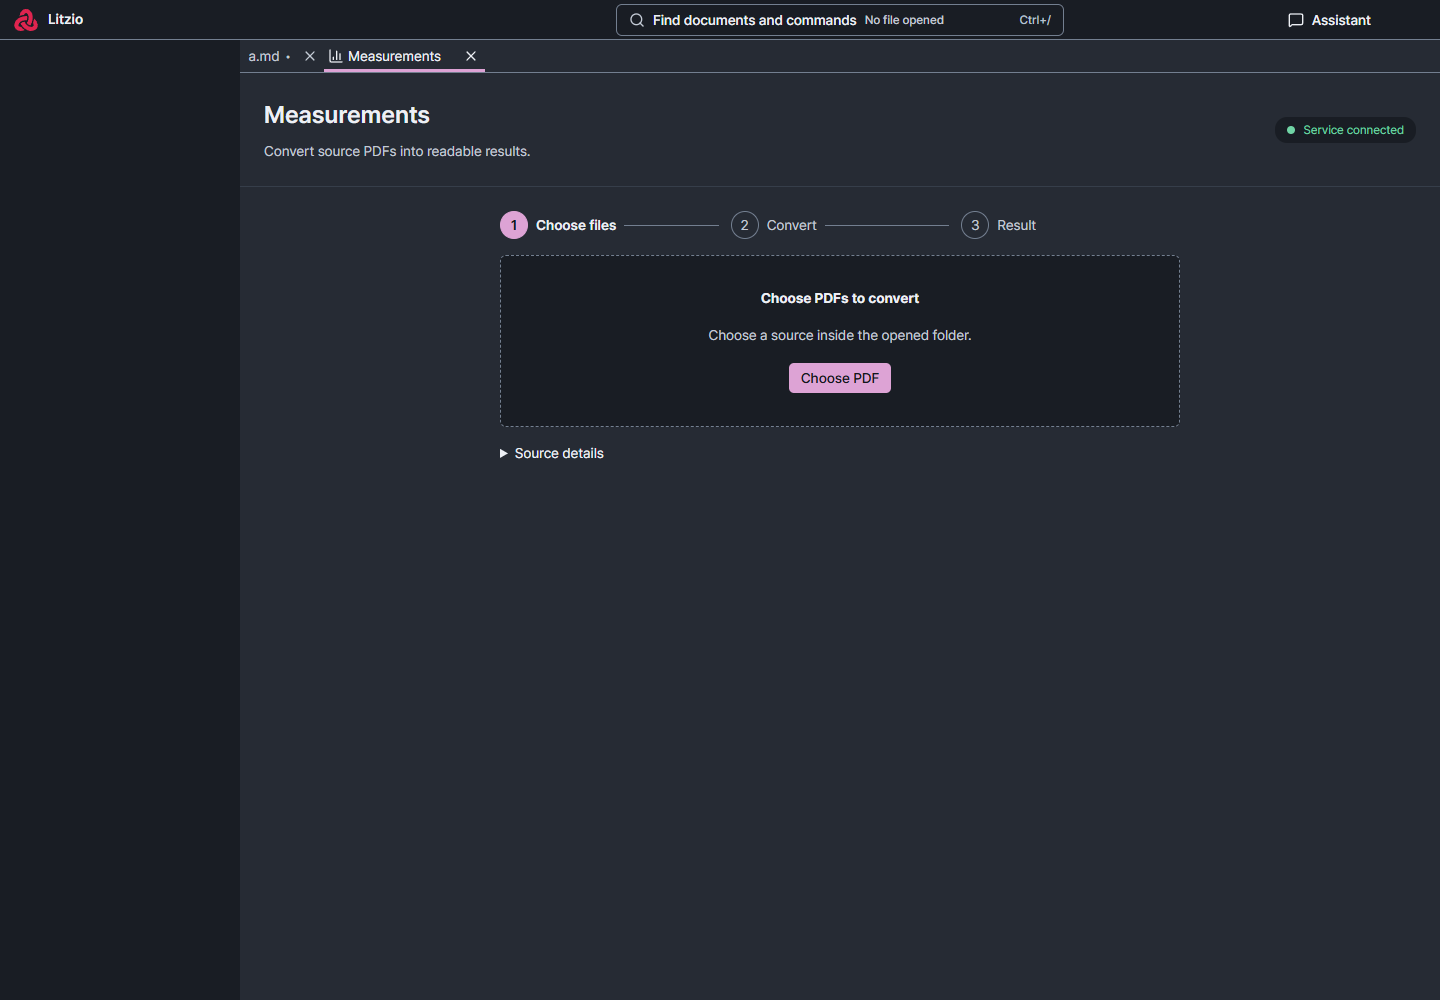 Litzio
Find documents and commands No file opened Ctrl+/
Assistant
a.md •
Measurements
Measurements
Convert source PDFs into readable results.
Service connected
1 Choose files
2 Convert
3 Result
Choose PDFs to convert
Choose a source inside the opened folder.
Choose PDF
Source details